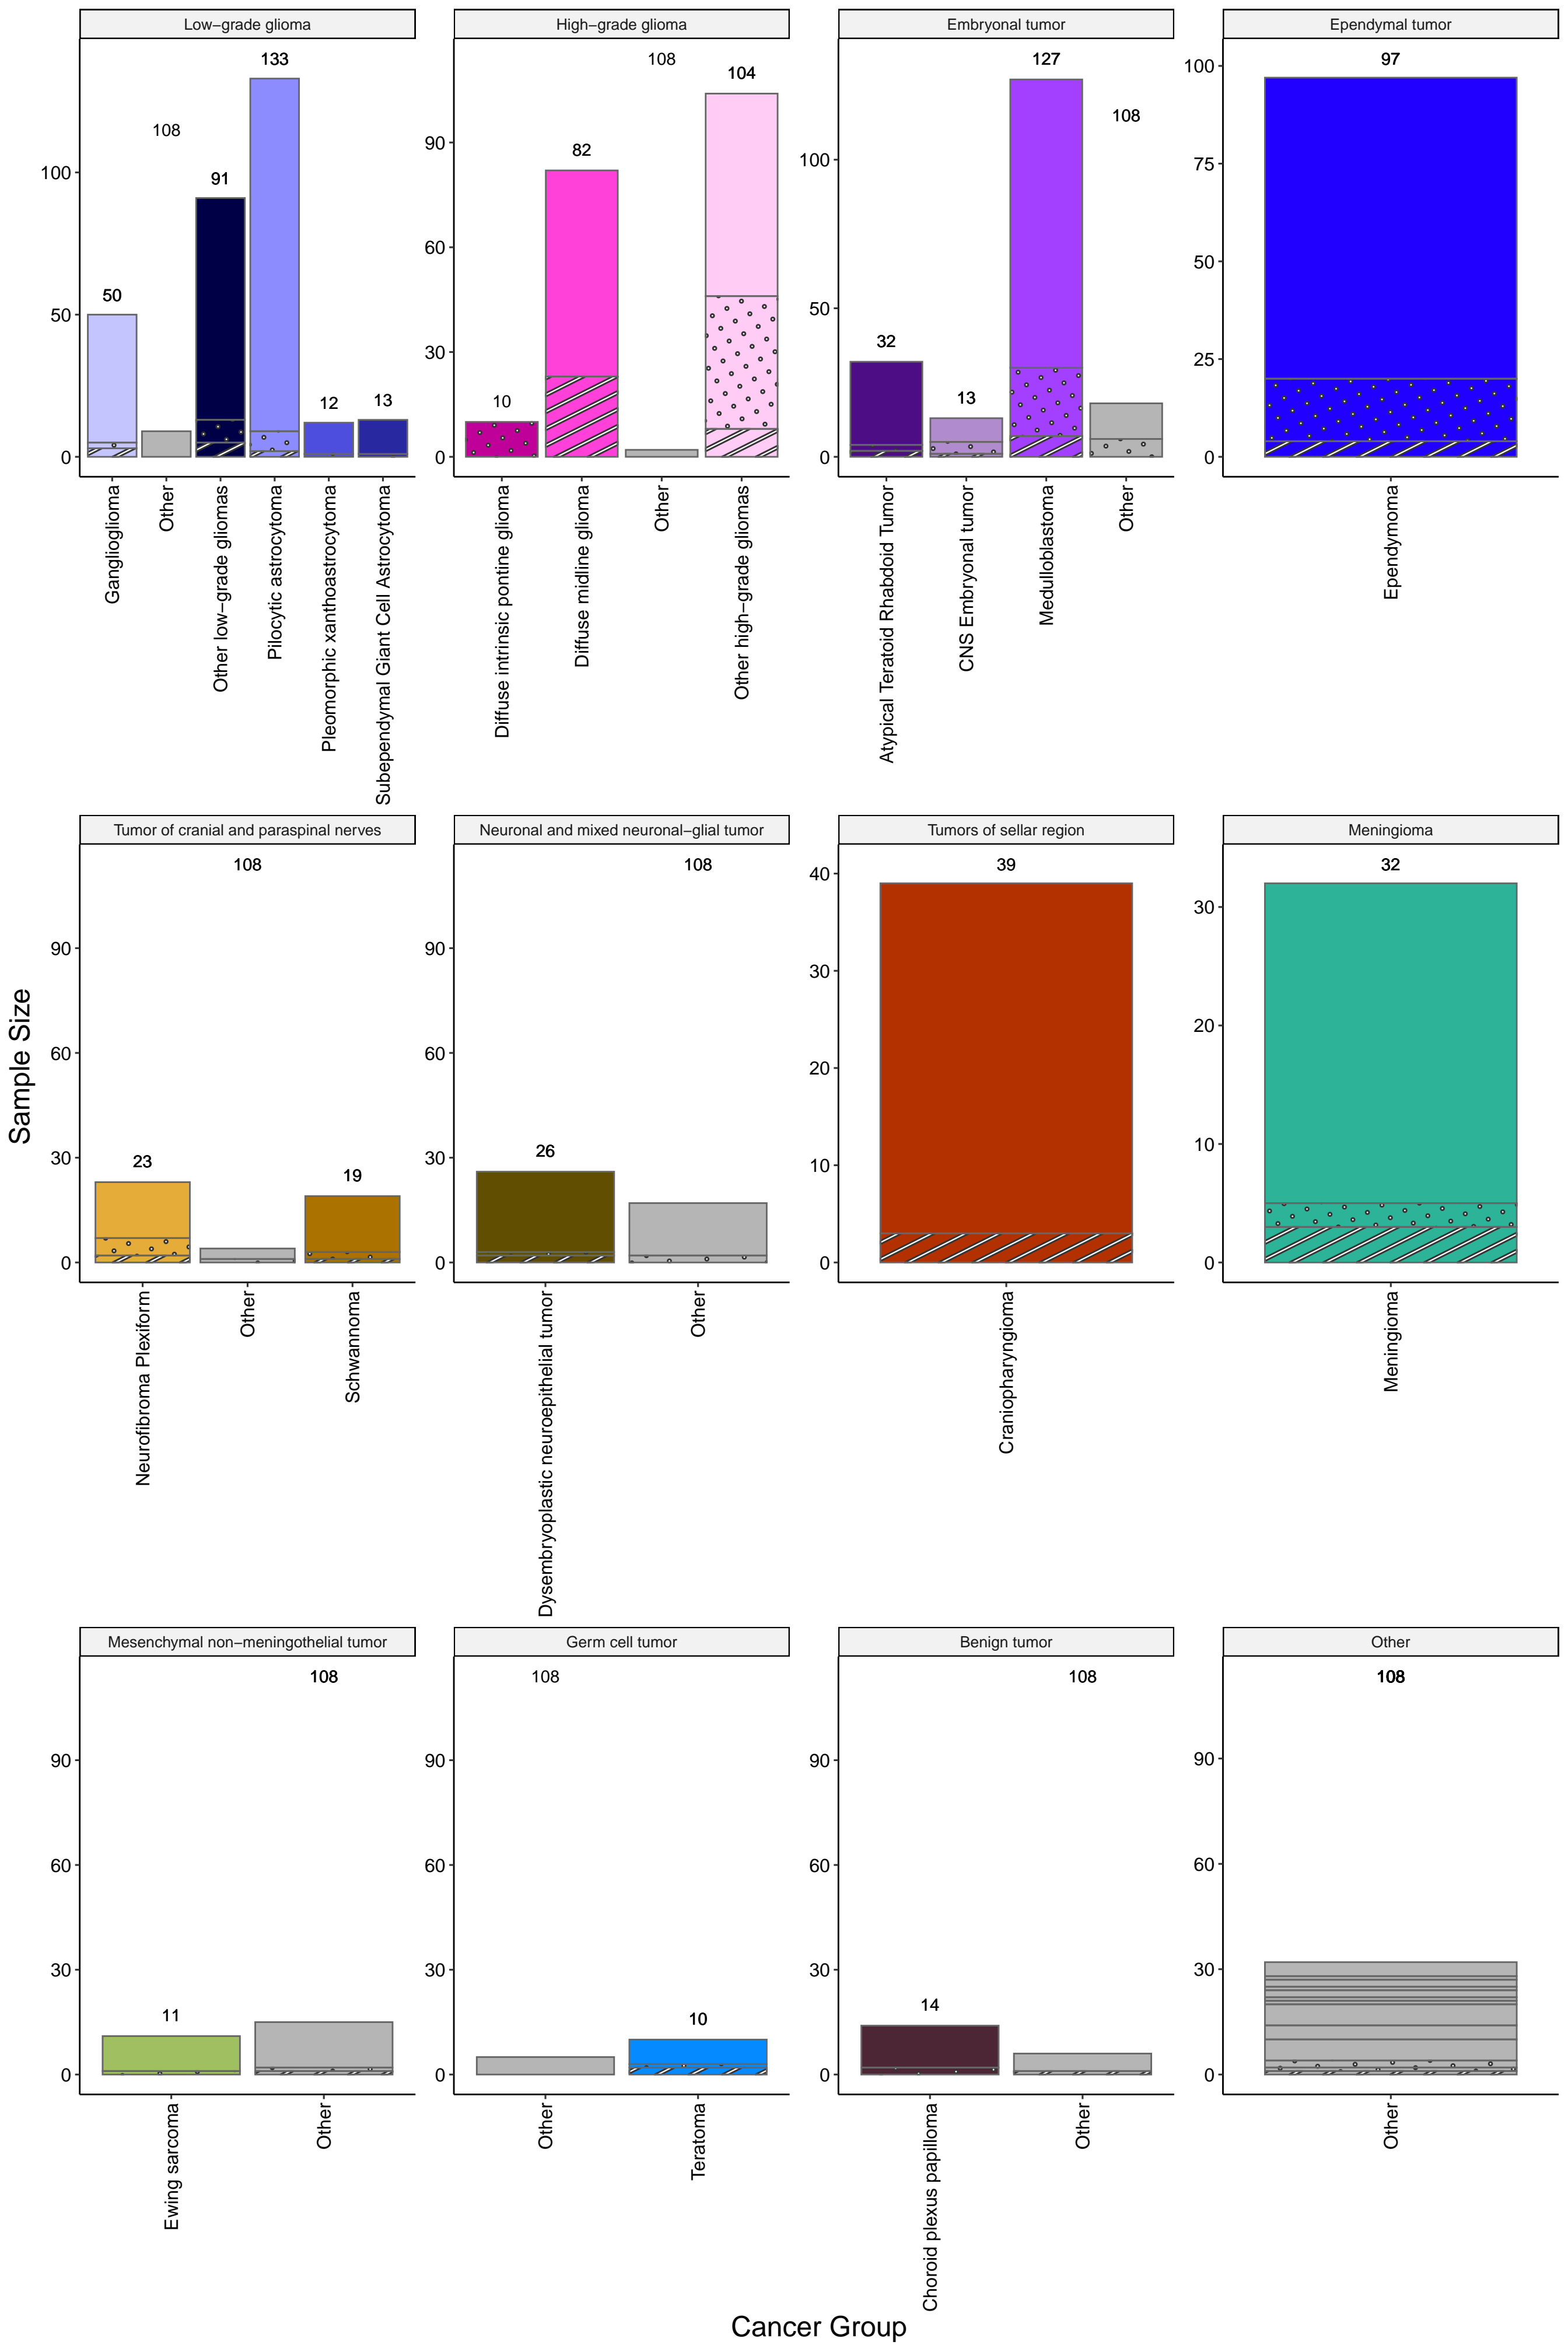 Low−grade glioma
High−grade glioma
Embryonal tumor
Ependymal tumor
133
108
91
50
12
13
100
50
0
Ganglioglioma
Other
Other low−grade gliomas
Pilocytic astrocytoma
Pleomorphic xanthoastrocytoma
Subependymal Giant Cell Astrocytoma
108
104
82
10
90
60
30
0
Diffuse intrinsic pontine glioma
Diffuse midline glioma
Other
Other high−grade gliomas
127
108
32
13
100
50
0
Atypical Teratoid Rhabdoid Tumor
CNS Embryonal tumor
Medulloblastoma
Other
97
100
75
50
25
0
Ependymoma
Sample Size
Tumor of cranial and paraspinal nerves
Neuronal and mixed neuronal−glial tumor
Tumors of sellar region
Meningioma
108
23
19
90
60
30
0
Neurofibroma Plexiform
Other
Schwannoma
108
26
90
60
30
0
Dysembryoplastic neuroepithelial tumor
Other
39
40
30
20
10
0
Craniopharyngioma
32
30
20
10
0
Meningioma
Mesenchymal non−meningothelial tumor
Germ cell tumor
Benign tumor
Other
108
11
90
60
30
0
Ewing sarcoma
Other
108
10
90
60
30
0
Other
Teratoma
108
14
90
60
30
0
Choroid plexus papilloma
Other
108
90
60
30
0
Other
Cancer Group